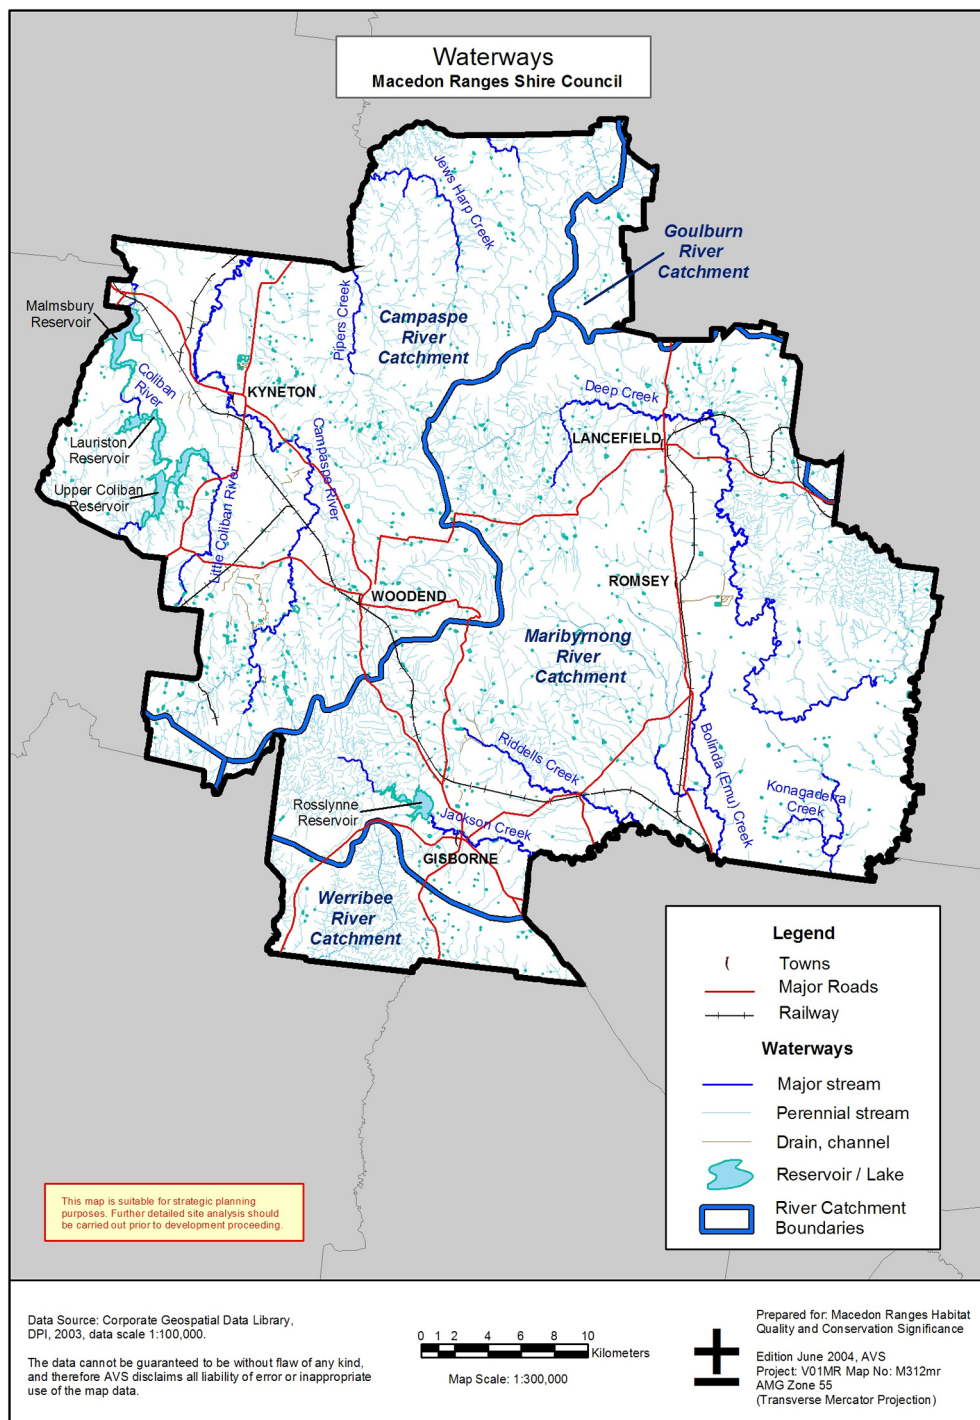 Waterways
Macedon Ranges Shire Council
Jews Harp Creek
Goulburn
River
Catchment
Malmsbury
Reservoir
Pipers Creek
Campaspe
River
Catchment
Coliban
River
KYNETON
Deep Creek
Campaspe River
LANCEFIELD
Lauriston
Reservoir
Upper Coliban
Reservoir
Little Coliban River
WOODEND
ROMSEY
Maribyrnong
River
Catchment
Riddells Creek
Bolinda (Emu) Creek
Konagaderra
Creek
Rosslynne
Reservoir
Jackson Creek
GISBORNE
Werribee
River
Catchment
Legend
Towns
Major Roads
Railway
Waterways
Major stream
Perennial stream
Drain, channel
Reservoir / Lake
River Catchment
Boundaries
This map is suitable for strategic planning
purposes. Further detailed site analysis should
be carried out prior to development proceeding.
Data Source: Corporate Geospatial Data Library,
DPI, 2003, data scale 1:100,000.
The data cannot be guaranteed to be without flaw of any kind,
and therefore AVS disclaims all liability of error or inappropriate
use of the map data.
0 1 2 4 6 8 10
Kilometers
Map Scale: 1:300,000
Prepared for: Macedon Ranges Habitat
Quality and Conservation Significance
Edition June 2004, AVS
Project: V01MR Map No: M312mr
AMG Zone 55
(Transverse Mercator Projection)